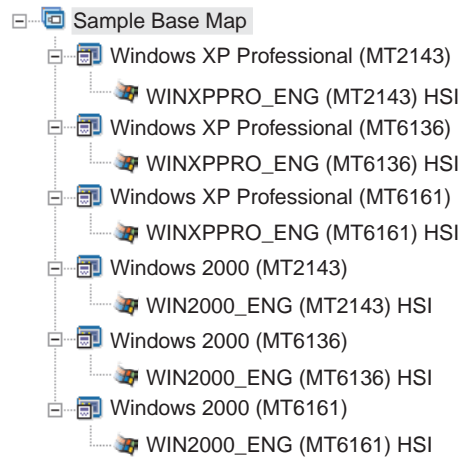 Sample Base Map
Windows XP Professional (MT2143)
WINXPPRO_ENG (MT2143) HSI
Windows XP Professional (MT6136)
WINXPPRO_ENG (MT6136) HSI
Windows XP Professional (MT6161)
WINXPPRO_ENG (MT6161) HSI
Windows 2000 (MT2143)
WIN2000_ENG (MT2143) HSI
Windows 2000 (MT6136)
WIN2000_ENG (MT6136) HSI
Windows 2000 (MT6161)
WIN2000_ENG (MT6161) HSI